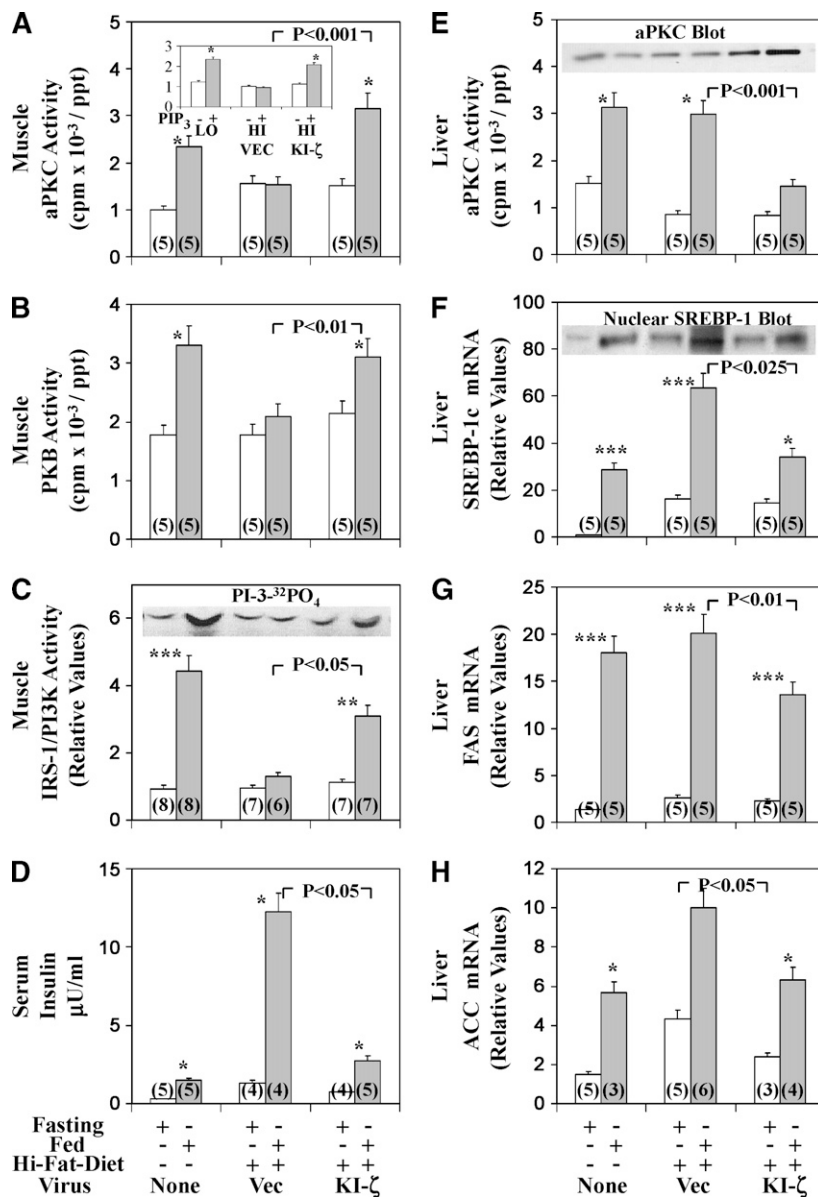 A
Muscle
aPKC Activity
(cpm x 10-3 / ppt)
5
4
3
2
1
0
P<0.001
3
2
1
0
*
*
PIP3 - + - + - +
LO HI HI
VEC KI-ζ
*
*
(5) (5) (5) (5) (5) (5)
B
Muscle
PKB Activity
(cpm x 10-3 / ppt)
4
3
2
1
0
P<0.01
*
*
(5) (5) (5) (5) (5) (5)
C
Muscle
IRS-1/PI3K Activity
(Relative Values)
6
4
2
0
PI-3-32PO4
P<0.05
***
**
(8) (8) (7) (6) (7) (7)
D
Serum
Insulin
µU/ml
15
10
5
0
P<0.05
*
*
*
(5) (5) (4) (4) (4) (5)
Fasting + - + - + -
Fed - + - + - +
Hi-Fat-Diet - - + + + +
Virus None Vec KI-ζ
E
Liver
aPKC Activity
(cpm x 10-3 / ppt)
5
4
3
2
1
0
aPKC Blot
P<0.001
*
*
(5) (5) (5) (5) (5) (5)
F
Liver
SREBP-1c mRNA
(Relative Values)
100
80
60
40
20
0
Nuclear SREBP-1 Blot
P<0.025
***
***
*
(5) (5) (5) (5) (5) (5)
G
Liver
FAS mRNA
(Relative Values)
25
20
15
10
5
0
P<0.01
***
***
***
(5) (5) (5) (5) (5) (5)
H
Liver
ACC mRNA
(Relative Values)
12
10
8
6
4
2
0
P<0.05
*
*
(5) (3) (5) (6) (3) (4)
+ - + - + -
- + - + - +
- - + + + +
None Vec KI-ζ